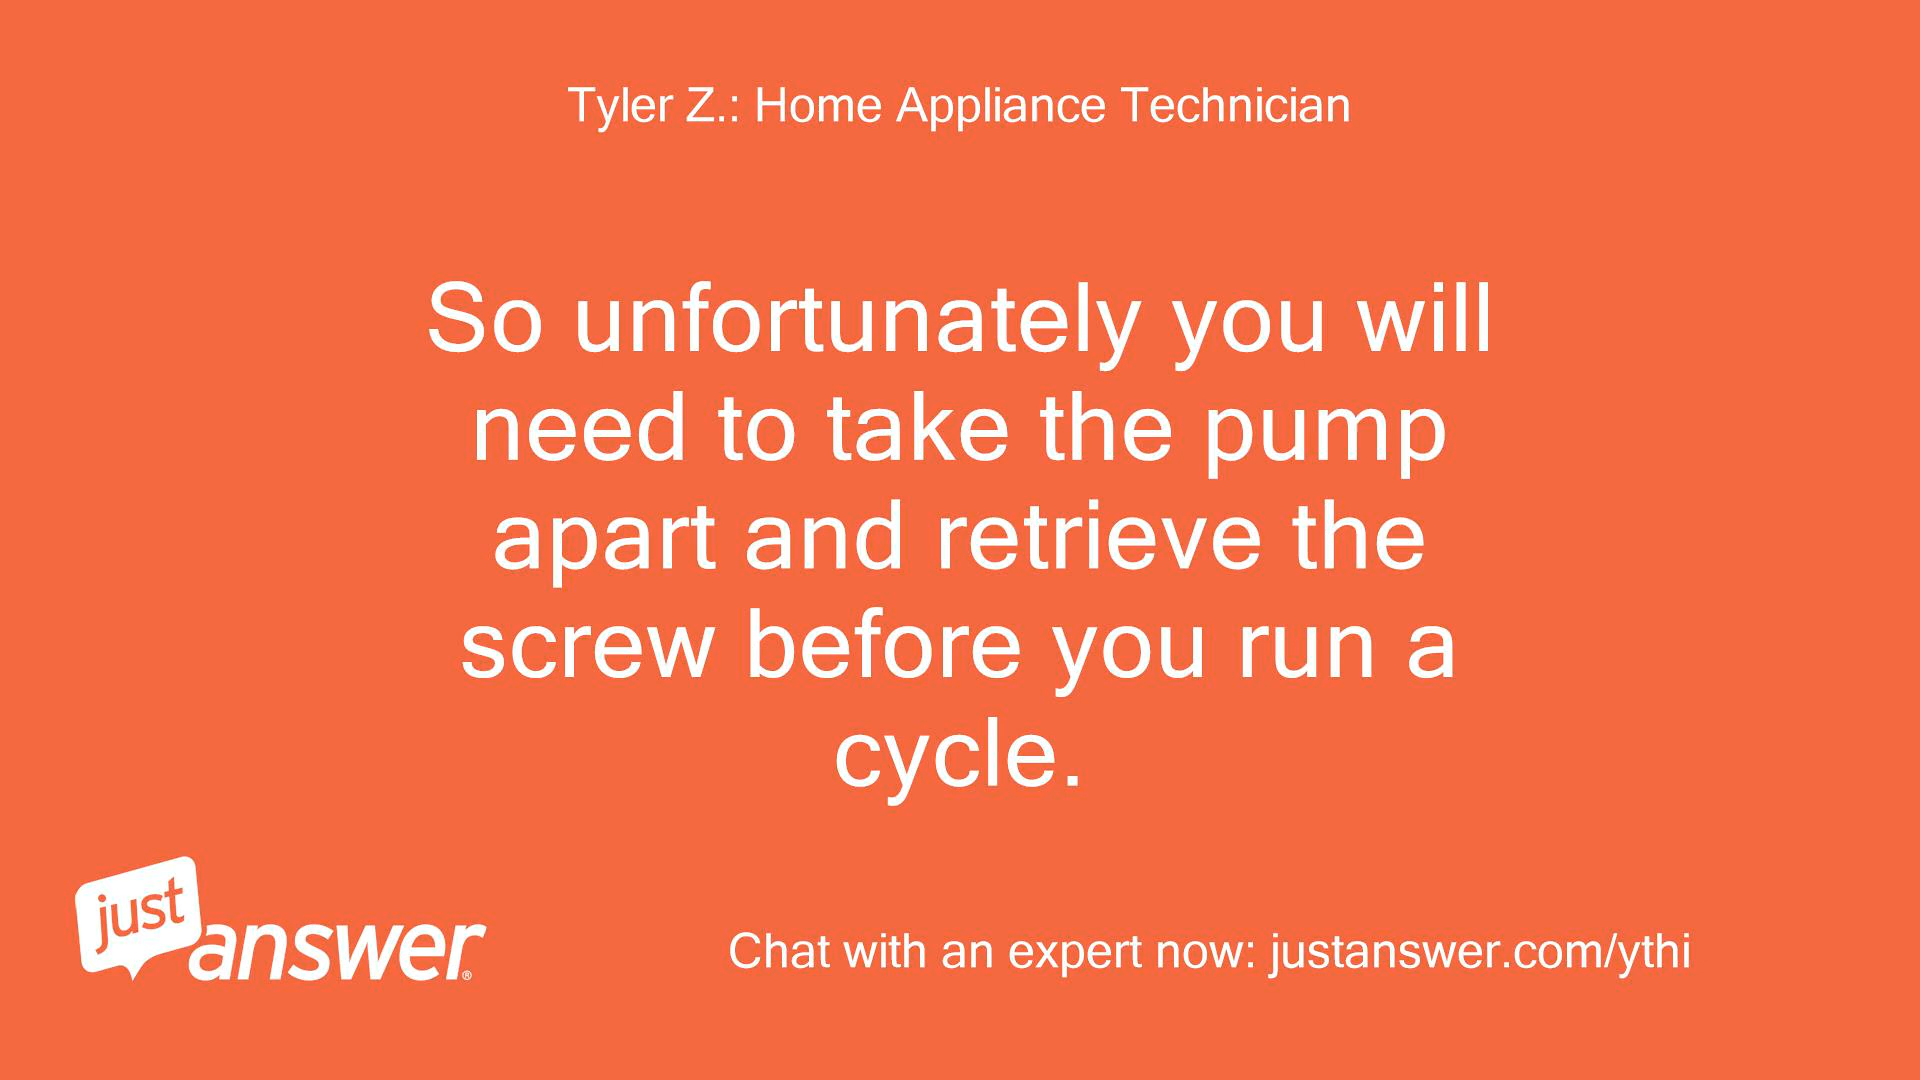 Tyler Z.: Home Appliance Technician
So unfortunately you will
need to take the pump
apart and retrieve the
screw before you run a
cycle.
just
answer®
Chat with an expert now: justanswer.com/ythi